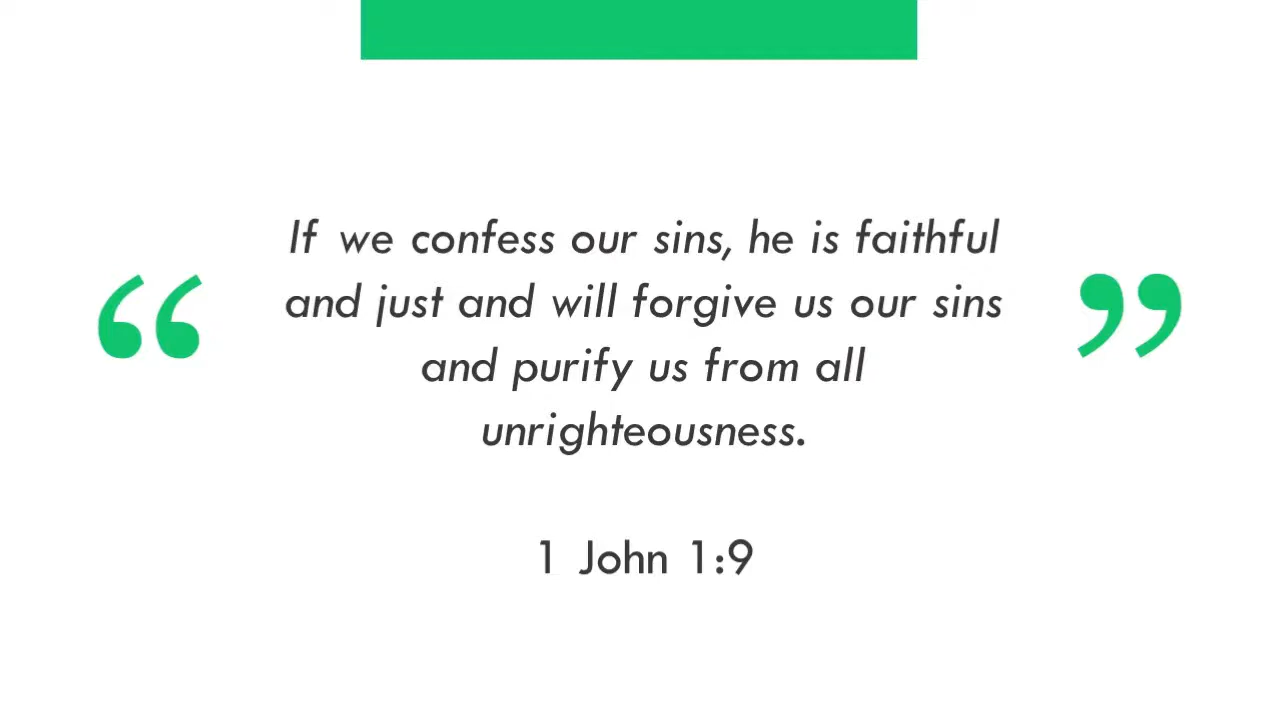 “ If we confess our sins, he is faithful ”
and just and will forgive us our sins
and purify us from all
unrighteousness.
1 John 1:9